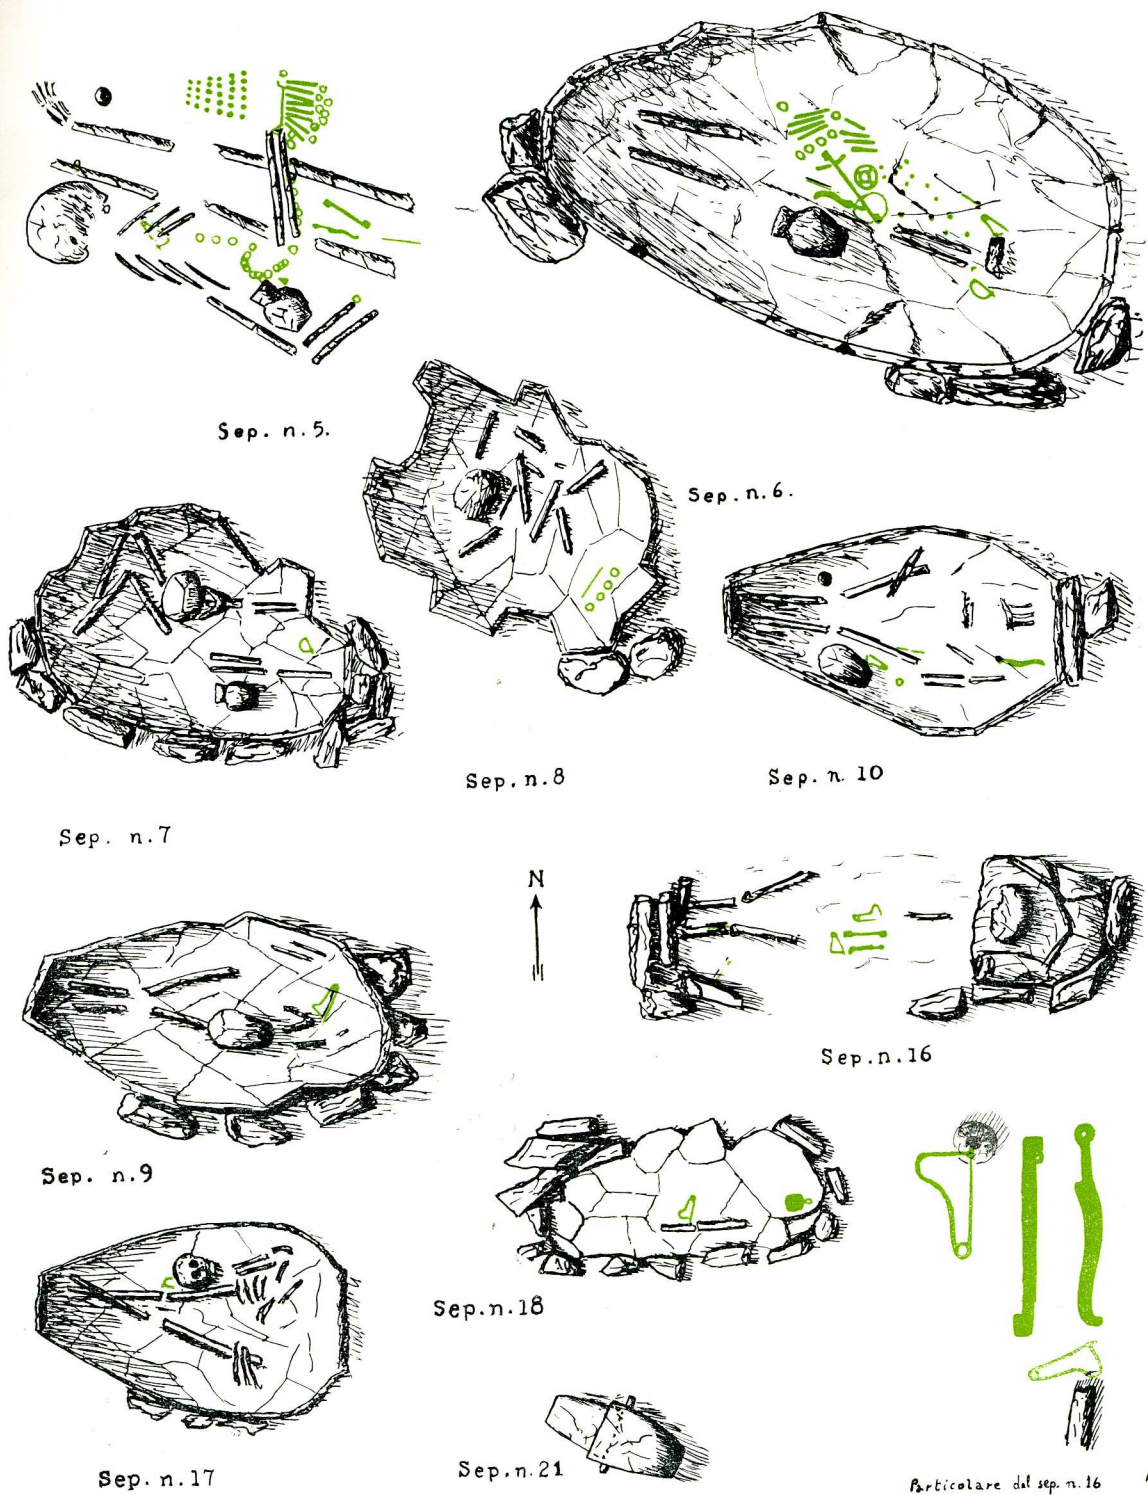 Sep. n. 5.
Sep. n. 6.
Sep. n. 8
Sep. n. 10
Sep. n. 7
N
Sep. n. 16
Sep. n. 9
Sep. n. 18
Sep. n. 17
Sep. n. 21
Particolare del sep. n. 16